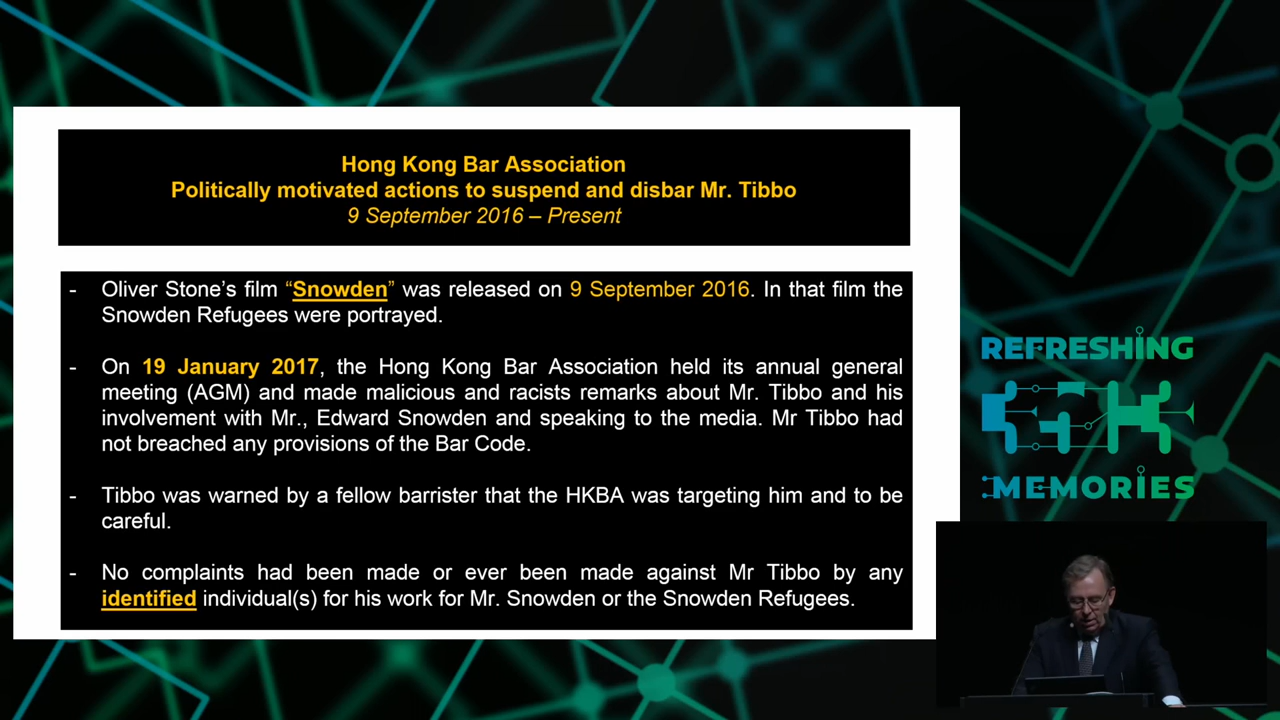 Hong Kong Bar Association
Politically motivated actions to suspend and disbar Mr. Tibbo
9 September 2016 – Present
- Oliver Stone's film “Snowden” was released on 9 September 2016. In that film the
Snowden Refugees were portrayed.
- On 19 January 2017, the Hong Kong Bar Association held its annual general
meeting (AGM) and made malicious and racists remarks about Mr. Tibbo and his
involvement with Mr., Edward Snowden and speaking to the media. Mr Tibbo had
not breached any provisions of the Bar Code.
- Tibbo was warned by a fellow barrister that the HKBA was targeting him and to be
careful.
- No complaints had been made or ever been made against Mr Tibbo by any
identified individual(s) for his work for Mr. Snowden or the Snowden Refugees.
REFRESHING
MEMORIES